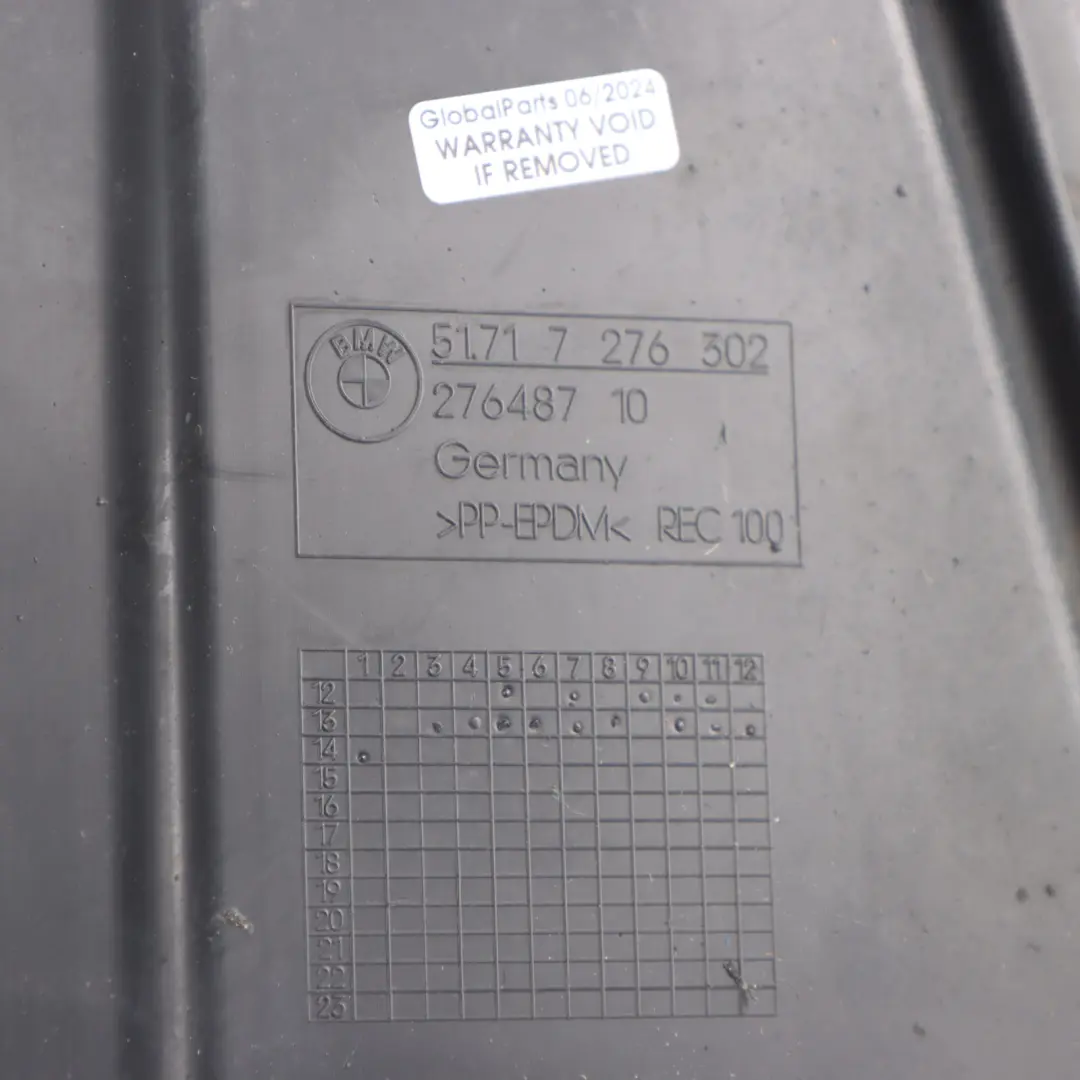 GlobalParts 06/2024
WARRANTY VOID
IF REMOVED
BMW
51.71 7 276 302
276487 10
Germany
>PP-EPDM< REC 100
1 2 3 4 5 6 7 8 9 10 11 12
12
13
14
15
16
17
18
19
20
21
22
23